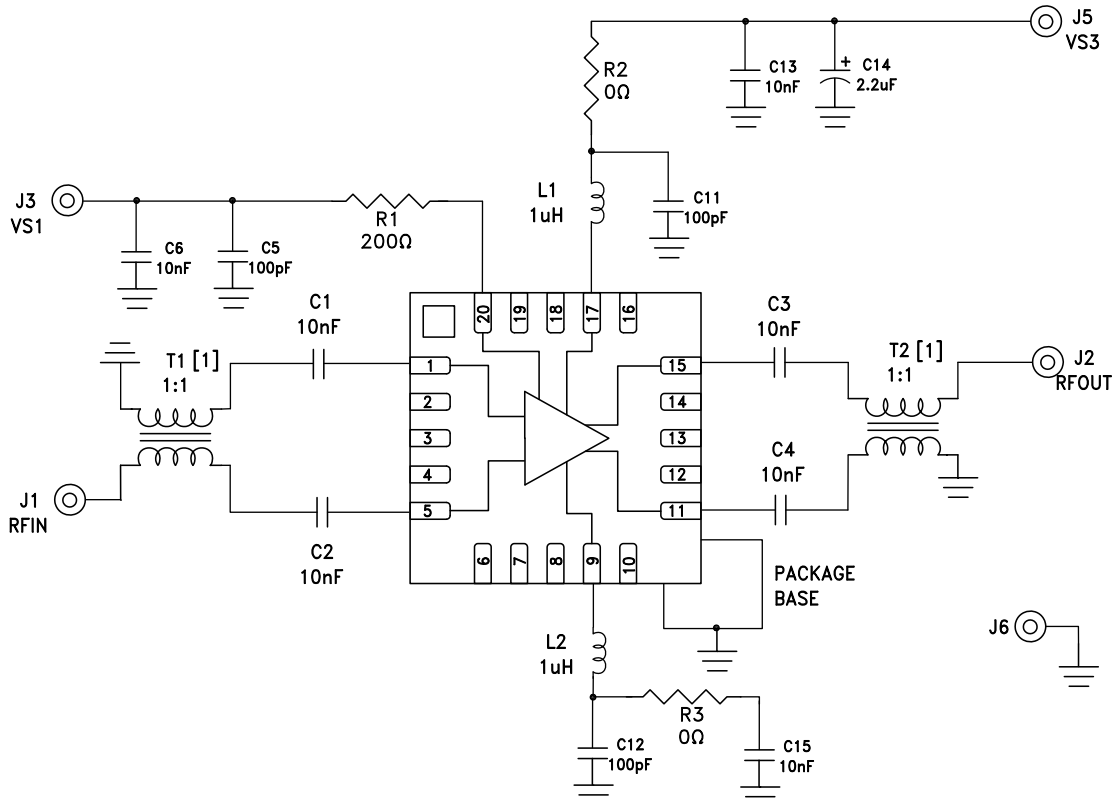 J5
VS3
C13
10nF
+ C14
2.2uF
R2
0Ω
L1
1uH
C11
100pF
J3
VS1
R1
200Ω
C6
10nF
C5
100pF
C1
10nF
20
19
18
17
16
C3
10nF
T1 [1]
1:1
T2 [1]
1:1
J2
RFOUT
1
2
3
4
5
15
14
13
12
11
C4
10nF
J1
RFIN
C2
10nF
6
7
8
9
10
PACKAGE
BASE
J6
L2
1uH
R3
0Ω
C12
100pF
C15
10nF